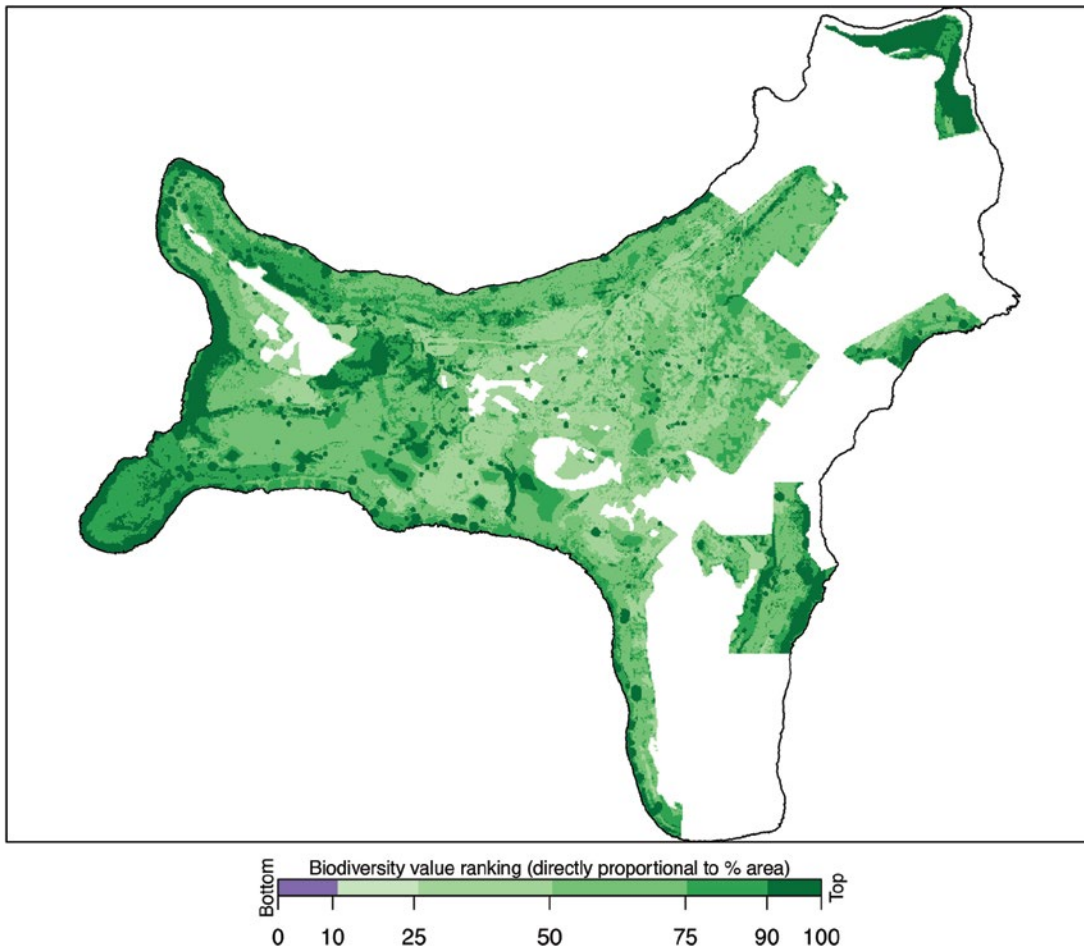 Biodiversity value ranking (directly proportional to % area)
Bottom
Top
0 10 25 50 75 90 100